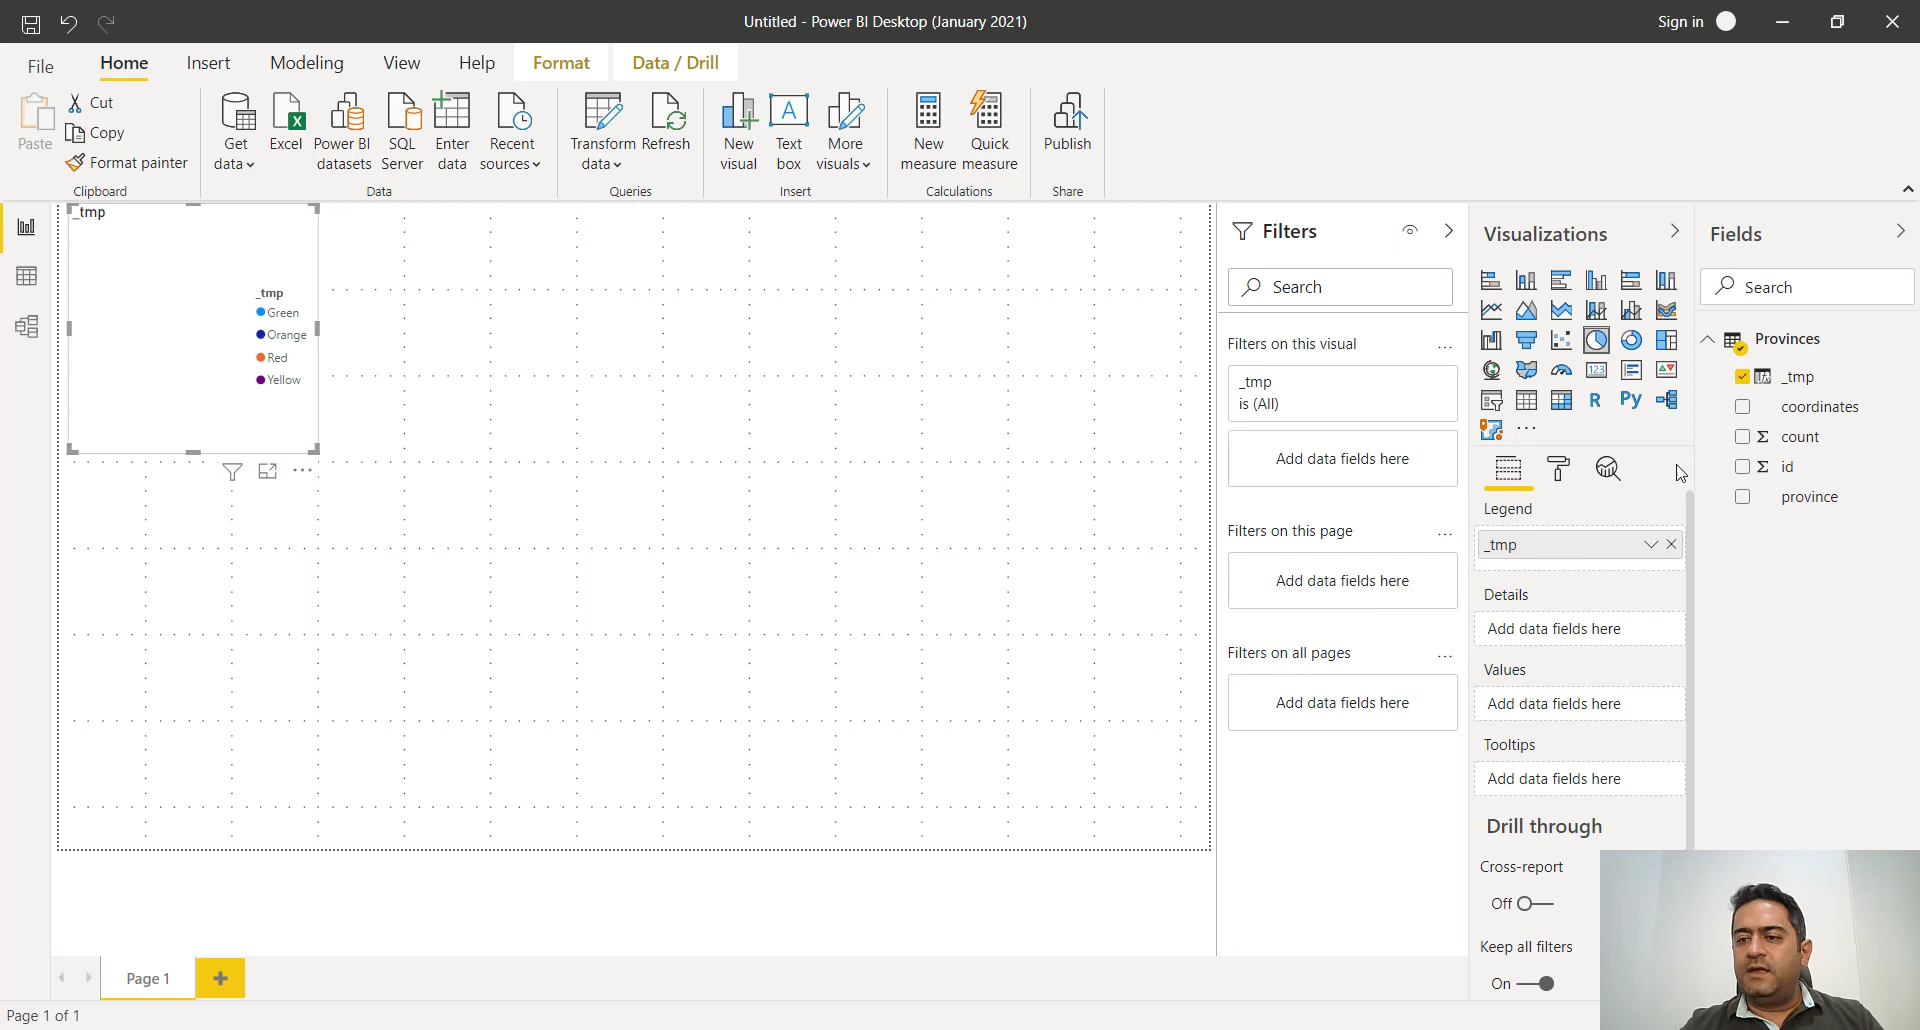 Untitled - Power BI Desktop (January 2021)
Sign in
File
Home
Insert
Modeling
View
Help
Format
Data / Drill
Paste
Cut
Copy
Format painter
Clipboard
Get data
Excel
Power BI datasets
SQL Server
Enter data
Recent sources
Data
Transform data
Refresh
Queries
New visual
Text box
More visuals
Insert
New measure
Quick measure
Calculations
Publish
Share
_tmp
_tmp
Green
Orange
Red
Yellow
Filters
Search
Filters on this visual
...
_tmp
is (All)
Add data fields here
Filters on this page
...
Add data fields here
Filters on all pages
...
Add data fields here
Visualizations
123
R
Py
...
Legend
_tmp
Details
Add data fields here
Values
Add data fields here
Tooltips
Add data fields here
Drill through
Cross-report
Off
Keep all filters
On
Fields
Search
Provinces
_tmp
coordinates
Σ count
Σ id
province
Page 1
Page 1 of 1